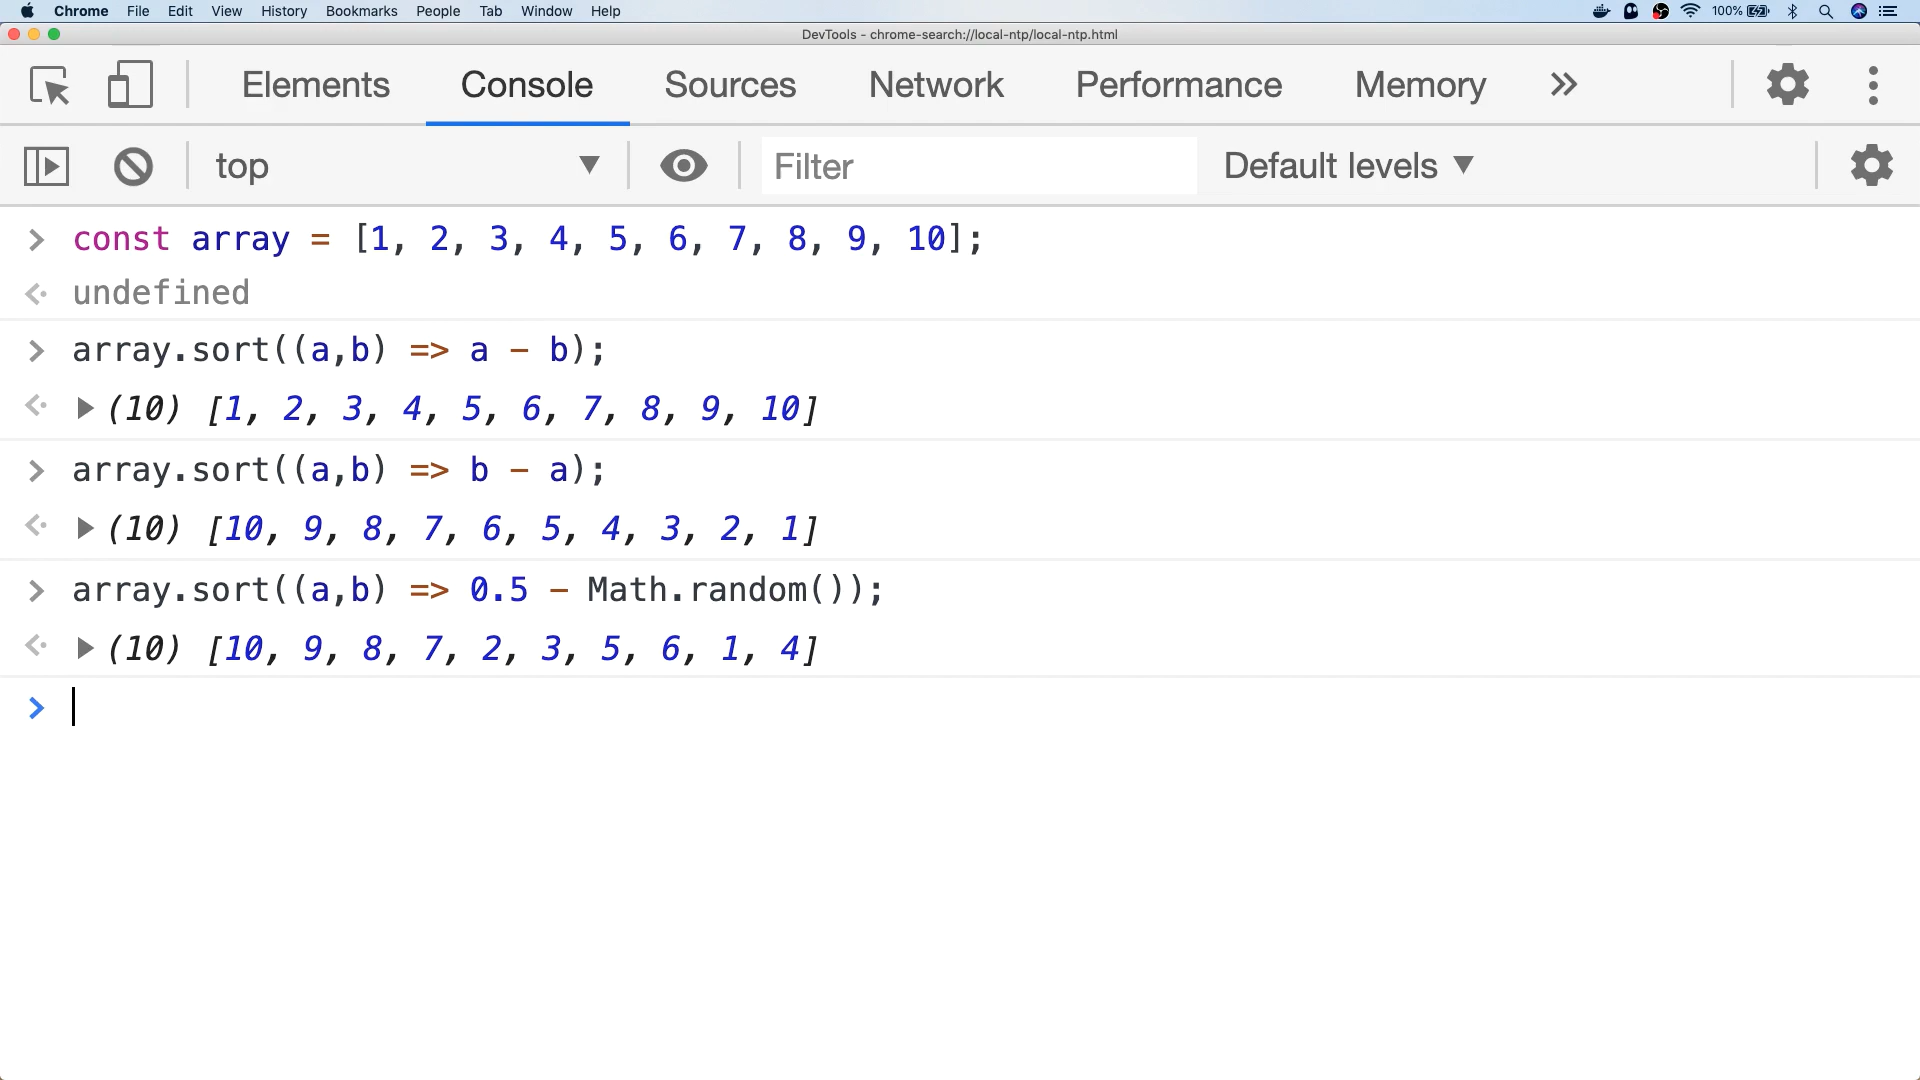 Chrome File Edit View History Bookmarks People Tab Window Help 100%
DevTools - chrome-search://local-ntp/local-ntp.html
Elements Console Sources Network Performance Memory »
top ▼ Filter Default levels ▼
> const array = [1, 2, 3, 4, 5, 6, 7, 8, 9, 10];
undefined
> array.sort((a,b) => a - b);
(10) [1, 2, 3, 4, 5, 6, 7, 8, 9, 10]
> array.sort((a,b) => b - a);
(10) [10, 9, 8, 7, 6, 5, 4, 3, 2, 1]
> array.sort((a,b) => 0.5 - Math.random());
(10) [10, 9, 8, 7, 2, 3, 5, 6, 1, 4]
>